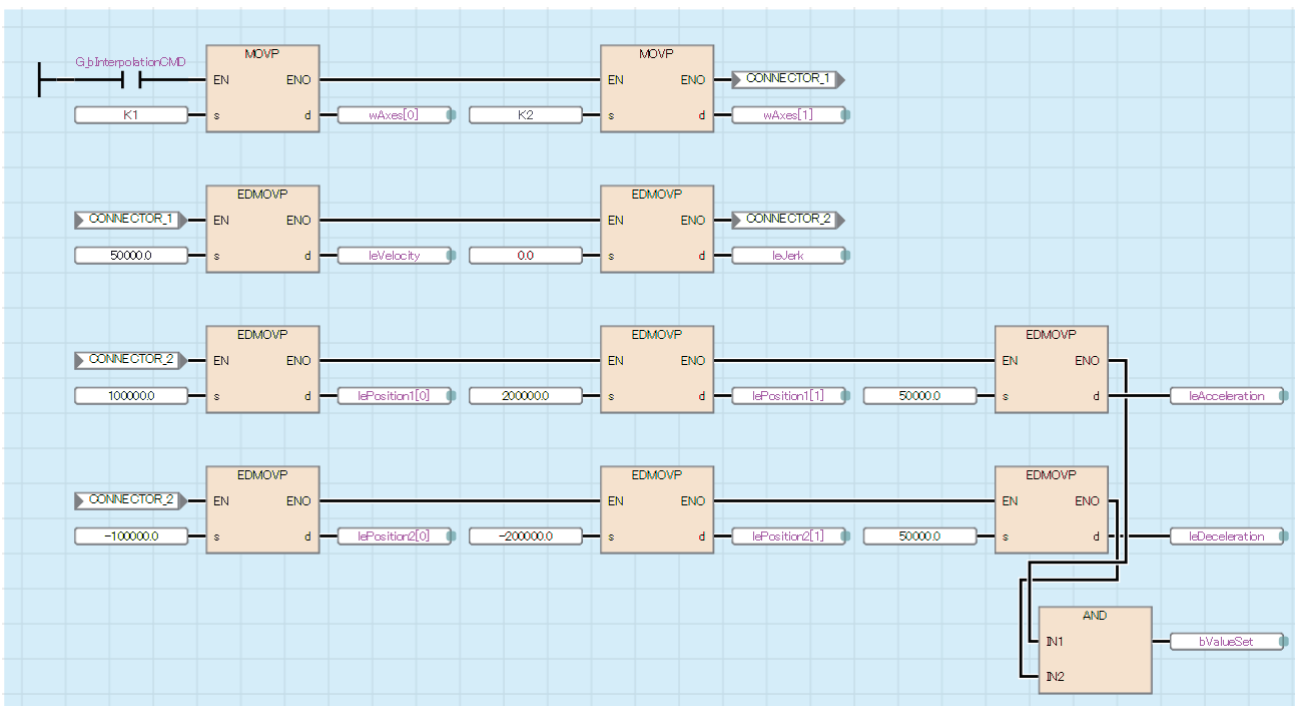 MOVP MOVP
G_bInterpolationCMD
EN ENO EN ENO CONNECTOR_1
K1 s d wAxes[0] K2 s d wAxes[1]
EDMOVP EDMOVP
CONNECTOR_1 EN ENO EN ENO CONNECTOR_2
50000.0 s d leVelocity 0.0 s d leJerk
EDMOVP EDMOVP EDMOVP
CONNECTOR_2 EN ENO EN ENO EN ENO
100000.0 s d lePosition1[0] 200000.0 s d lePosition1[1] 50000.0 s d leAcceleration
EDMOVP EDMOVP EDMOVP
CONNECTOR_2 EN ENO EN ENO EN ENO
-100000.0 s d lePosition2[0] -200000.0 s d lePosition2[1] 50000.0 s d leDeceleration
AND
IN1 bValueSet
IN2